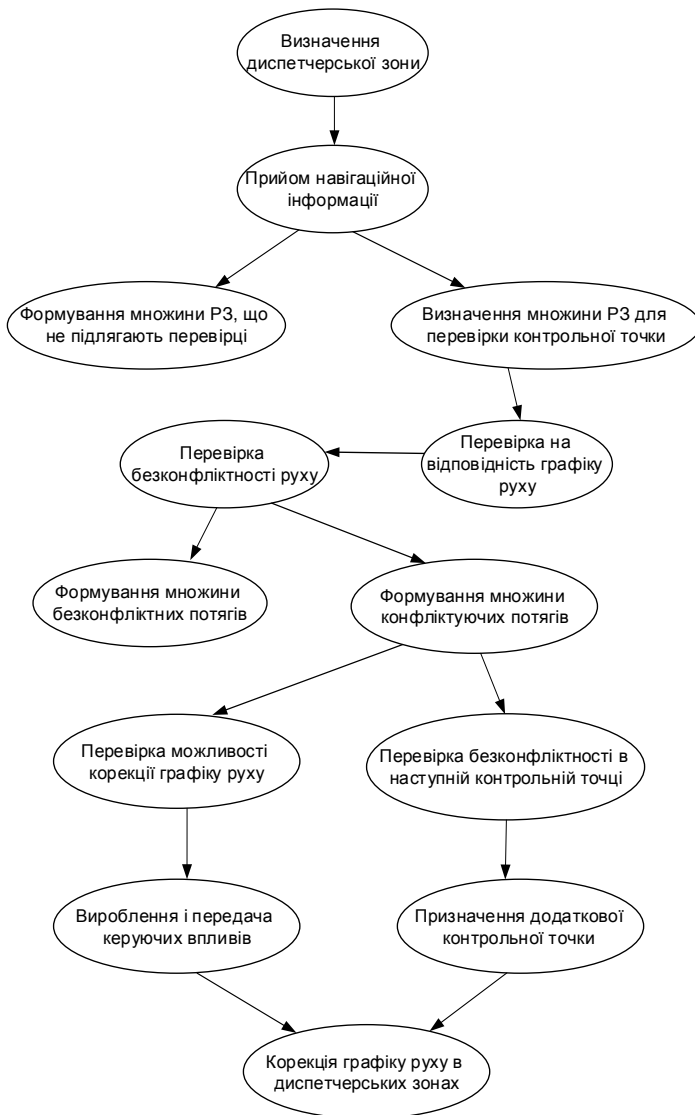 Визначення
диспетчерської зони
Прийом навігаційної
інформації
Формування множини РЗ, що
не підлягають перевірці
Визначення множини РЗ для
перевірки контрольної точки
Перевірка
безконфліктності руху
Перевірка на
відповідність графіку
руху
Формування множини
безконфліктних потягів
Формування множини
конфліктуючих потягів
Перевірка можливості
корекції графіку руху
Перевірка безконфліктності в
наступній контрольній точці
Вироблення і передача
керуючих впливів
Призначення додаткової
контрольної точки
Корекція графіку руху в
диспетчерських зонах